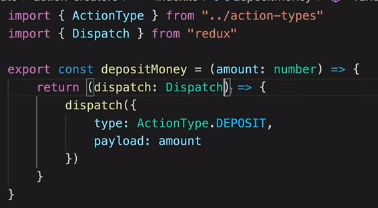 import { ActionType } from "../action-types"
import { Dispatch } from "redux"
export const depositMoney = (amount: number) => {
return (dispatch: Dispatch) => {
dispatch({
type: ActionType.DEPOSIT,
payload: amount
})
}
}